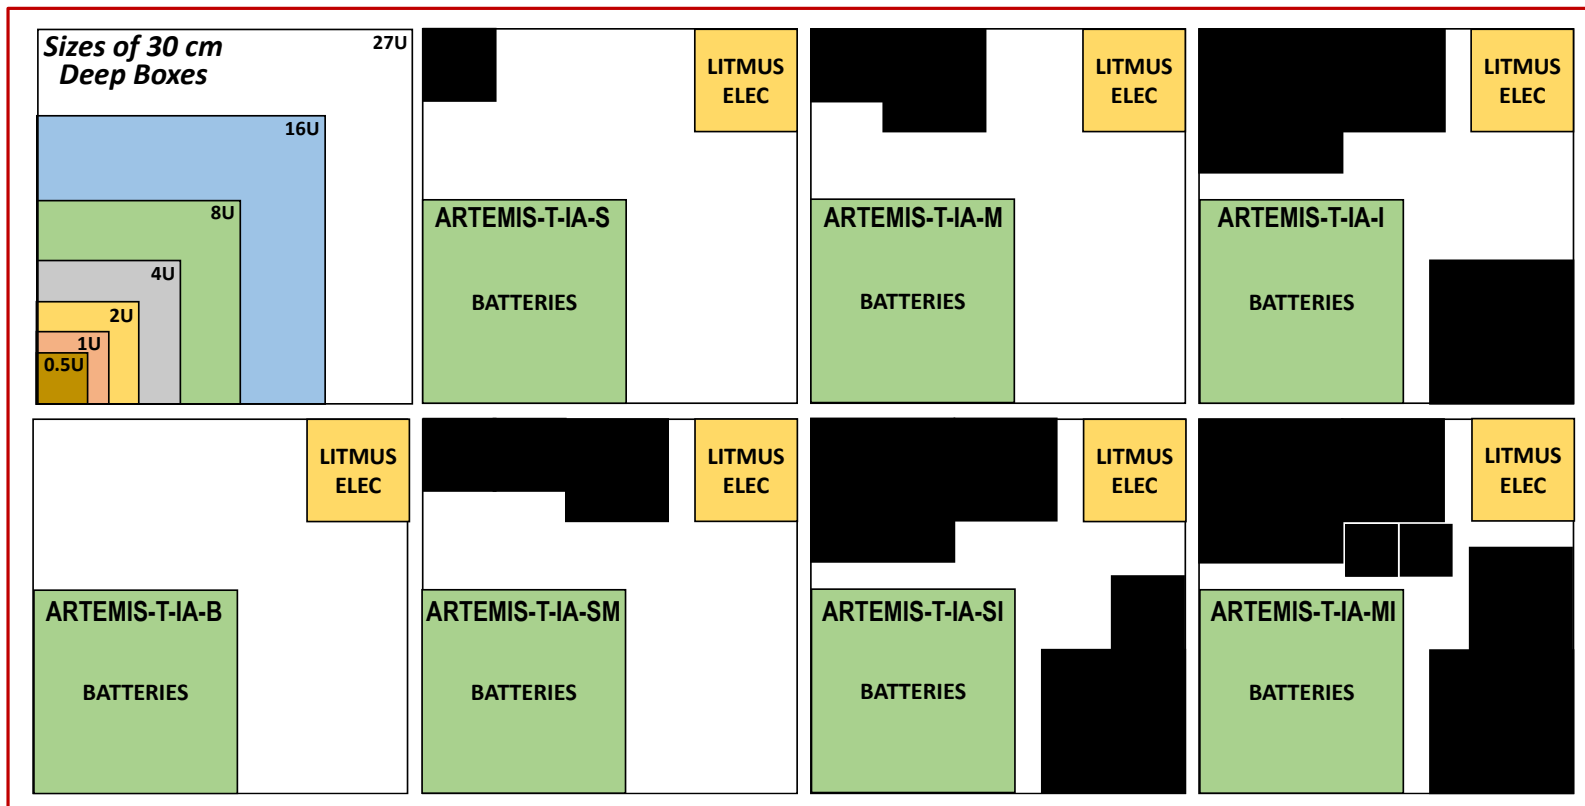 Sizes of 30 cm
Deep Boxes
27U
16U
8U
4U
2U
1U
0.5U
LITMUS
ELEC
ARTEMIS-T-IA-S
BATTERIES
LITMUS
ELEC
ARTEMIS-T-IA-M
BATTERIES
LITMUS
ELEC
ARTEMIS-T-IA-I
BATTERIES
LITMUS
ELEC
ARTEMIS-T-IA-B
BATTERIES
LITMUS
ELEC
ARTEMIS-T-IA-SM
BATTERIES
LITMUS
ELEC
ARTEMIS-T-IA-SI
BATTERIES
LITMUS
ELEC
ARTEMIS-T-IA-MI
BATTERIES